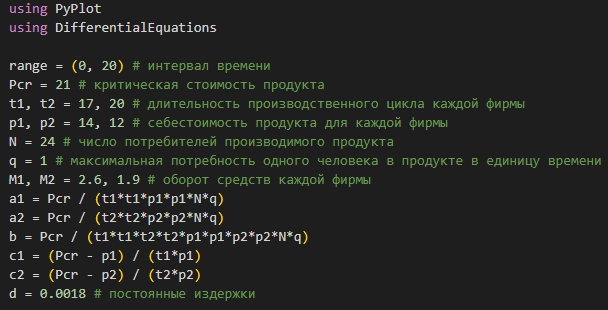 using PyPlot
using DifferentialEquations
range = (0, 20) # интервал времени
Pcr = 21 # критическая стоимость продукта
t1, t2 = 17, 20 # длительность производственного цикла каждой фирмы
p1, p2 = 14, 12 # себестоимость продукта для каждой фирмы
N = 24 # число потребителей производимого продукта
q = 1 # максимальная потребность одного человека в продукте в единицу времени
M1, M2 = 2.6, 1.9 # оборот средств каждой фирмы
a1 = Pcr / (t1*t1*p1*p1*N*q)
a2 = Pcr / (t2*t2*p2*p2*N*q)
b = Pcr / (t1*t1*t2*t2*p1*p1*p2*p2*N*q)
c1 = (Pcr - p1) / (t1*p1)
c2 = (Pcr - p2) / (t2*p2)
d = 0.0018 # постоянные издержки